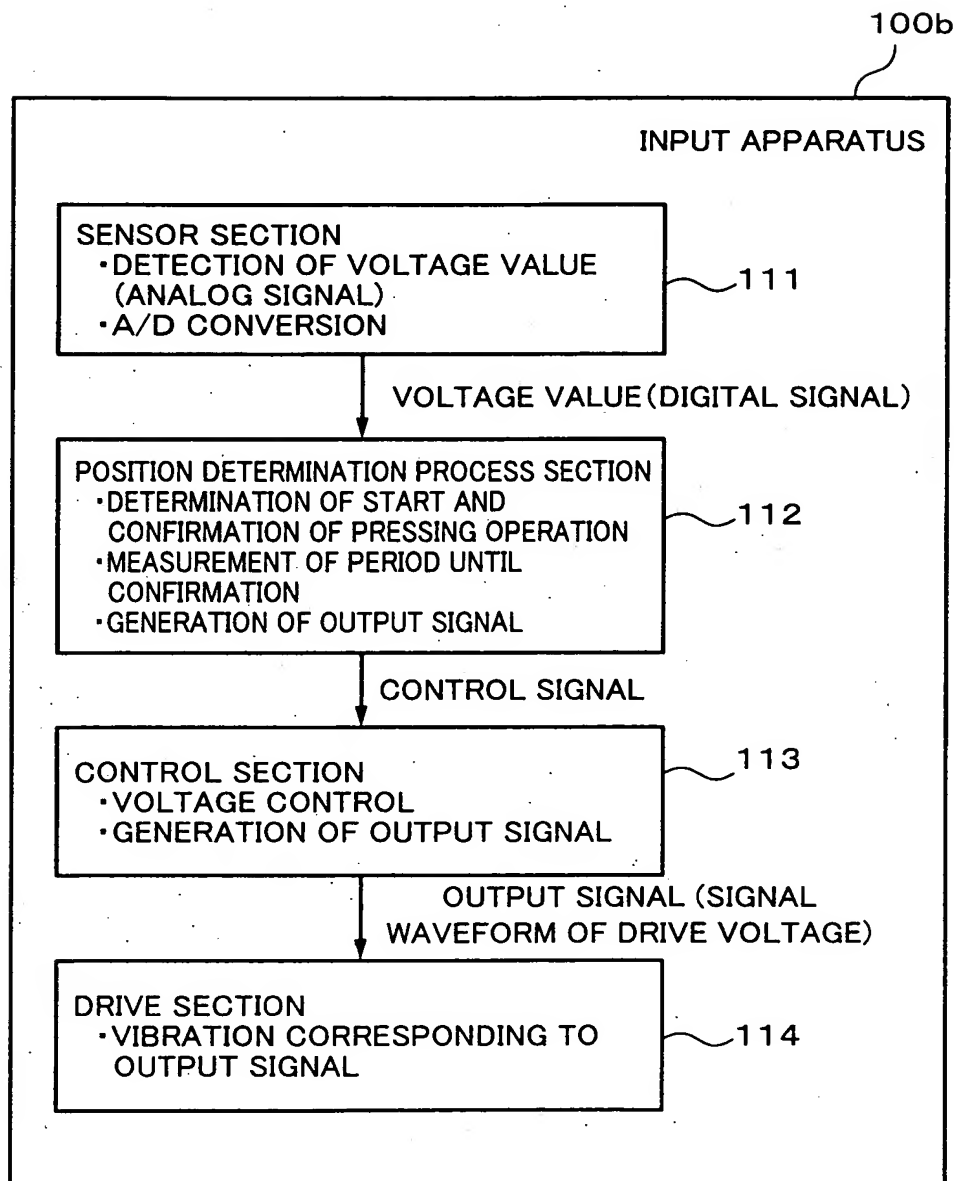 100b
INPUT APPARATUS
SENSOR SECTION
・DETECTION OF VOLTAGE VALUE
(ANALOG SIGNAL)
・A/D CONVERSION
111
VOLTAGE VALUE(DIGITAL SIGNAL)
POSITION DETERMINATION PROCESS SECTION
・DETERMINATION OF START AND
CONFIRMATION OF PRESSING OPERATION
・MEASUREMENT OF PERIOD UNTIL
CONFIRMATION
・GENERATION OF OUTPUT SIGNAL
112
CONTROL SIGNAL
CONTROL SECTION
・VOLTAGE CONTROL
・GENERATION OF OUTPUT SIGNAL
113
OUTPUT SIGNAL (SIGNAL
WAVEFORM OF DRIVE VOLTAGE)
DRIVE SECTION
・VIBRATION CORRESPONDING TO
OUTPUT SIGNAL
114